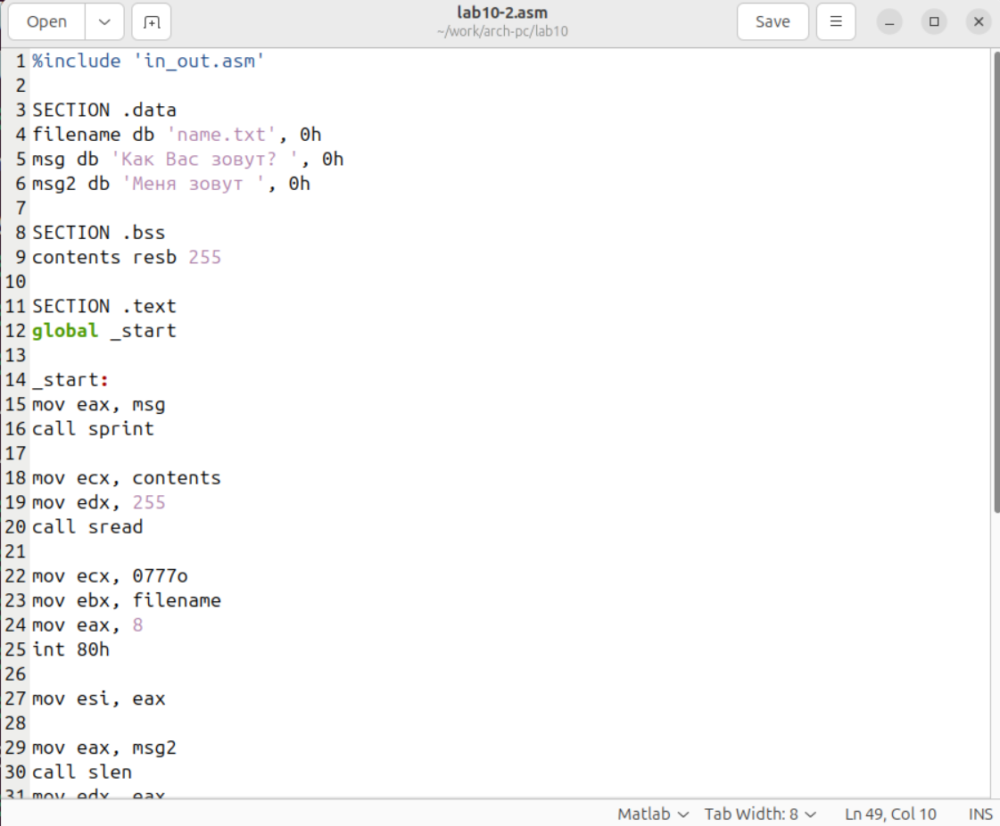 Open
lab10-2.asm
~/work/arch-pc/lab10
Save
1 %include 'in_out.asm'
2
3 SECTION .data
4 filename db 'name.txt', 0h
5 msg db 'Как Вас зовут? ', 0h
6 msg2 db 'Меня зовут ', 0h
7
8 SECTION .bss
9 contents resb 255
10
11 SECTION .text
12 global _start
13
14 _start:
15 mov eax, msg
16 call sprint
17
18 mov ecx, contents
19 mov edx, 255
20 call sread
21
22 mov ecx, 0777o
23 mov ebx, filename
24 mov eax, 8
25 int 80h
26
27 mov esi, eax
28
29 mov eax, msg2
30 call slen
31 mov edx, eax
Matlab Tab Width: 8 Ln 49, Col 10 INS